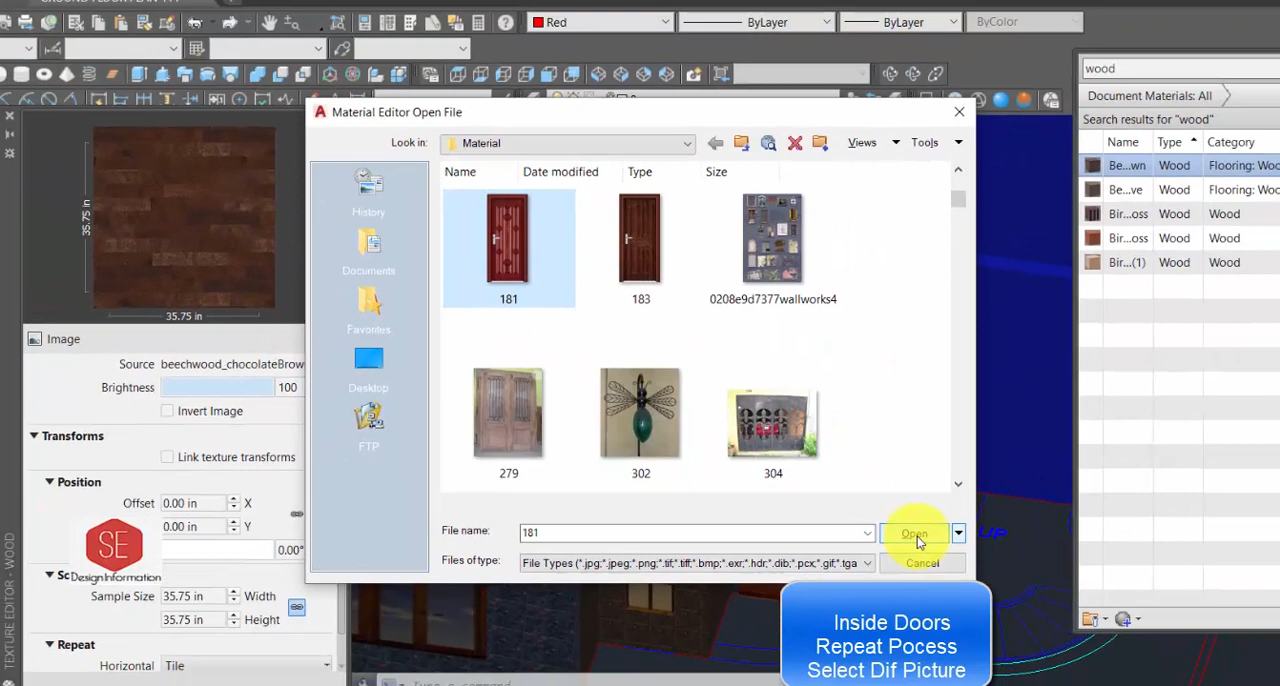 Red
ByLayer
ByLayer
ByColor
Material Editor Open File
Look in:
Material
Views
Tools
Name
Date modified
Type
Size
History
Documents
Favorites
Desktop
FTP
181
183
0208e9d7377wallworks4
279
302
304
File name:
181
Open
Files of type:
File Types (*.jpg;*.jpeg;*.png;*.tif;*.tiff;*.bmp;*.exr;*.hdr;*.dib;*.pcx;*.gif;*.tga
Cancel
35.75 in
35.75 in
Image
Source beechwood_chocolateBrow
Brightness 100
Invert Image
Transforms
Link texture transforms
Position
Offset 0.00 in X
0.00 in Y
0.00°
SE
Design Information
Sample Size 35.75 in Width
35.75 in Height
Repeat
Horizontal Tile
TEXTURE EDITOR - WOOD
wood
Document Materials: All
Search results for "wood"
Name Type Category
Be...wn Wood Flooring: Woo
Be...ve Wood Flooring: Woo
Bir...oss Wood Wood
Bir...oss Wood Wood
Bir...(1) Wood Wood
Inside Doors
Repeat Pocess
Select Dif Picture